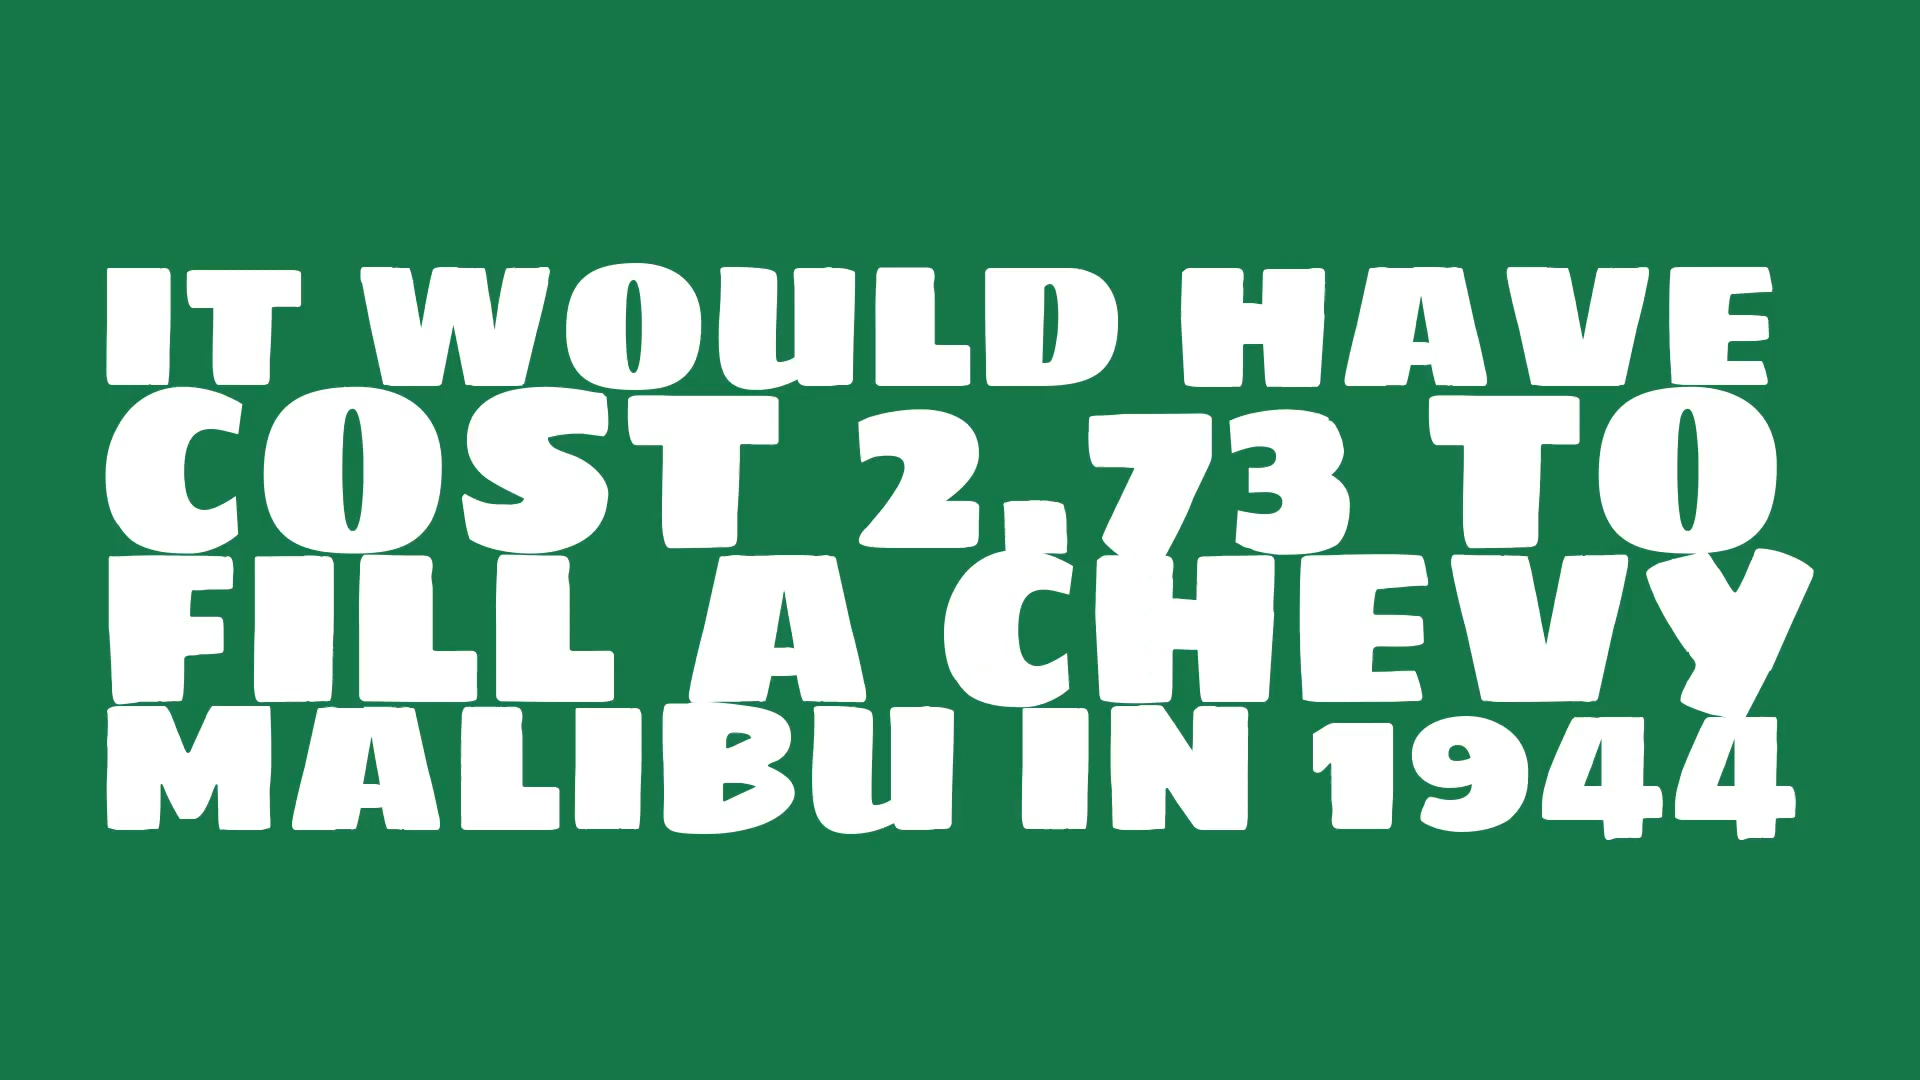 IT WOULD HAVE
COST 2.73 TO
FILL A CHEVY
MALIBU IN 1944